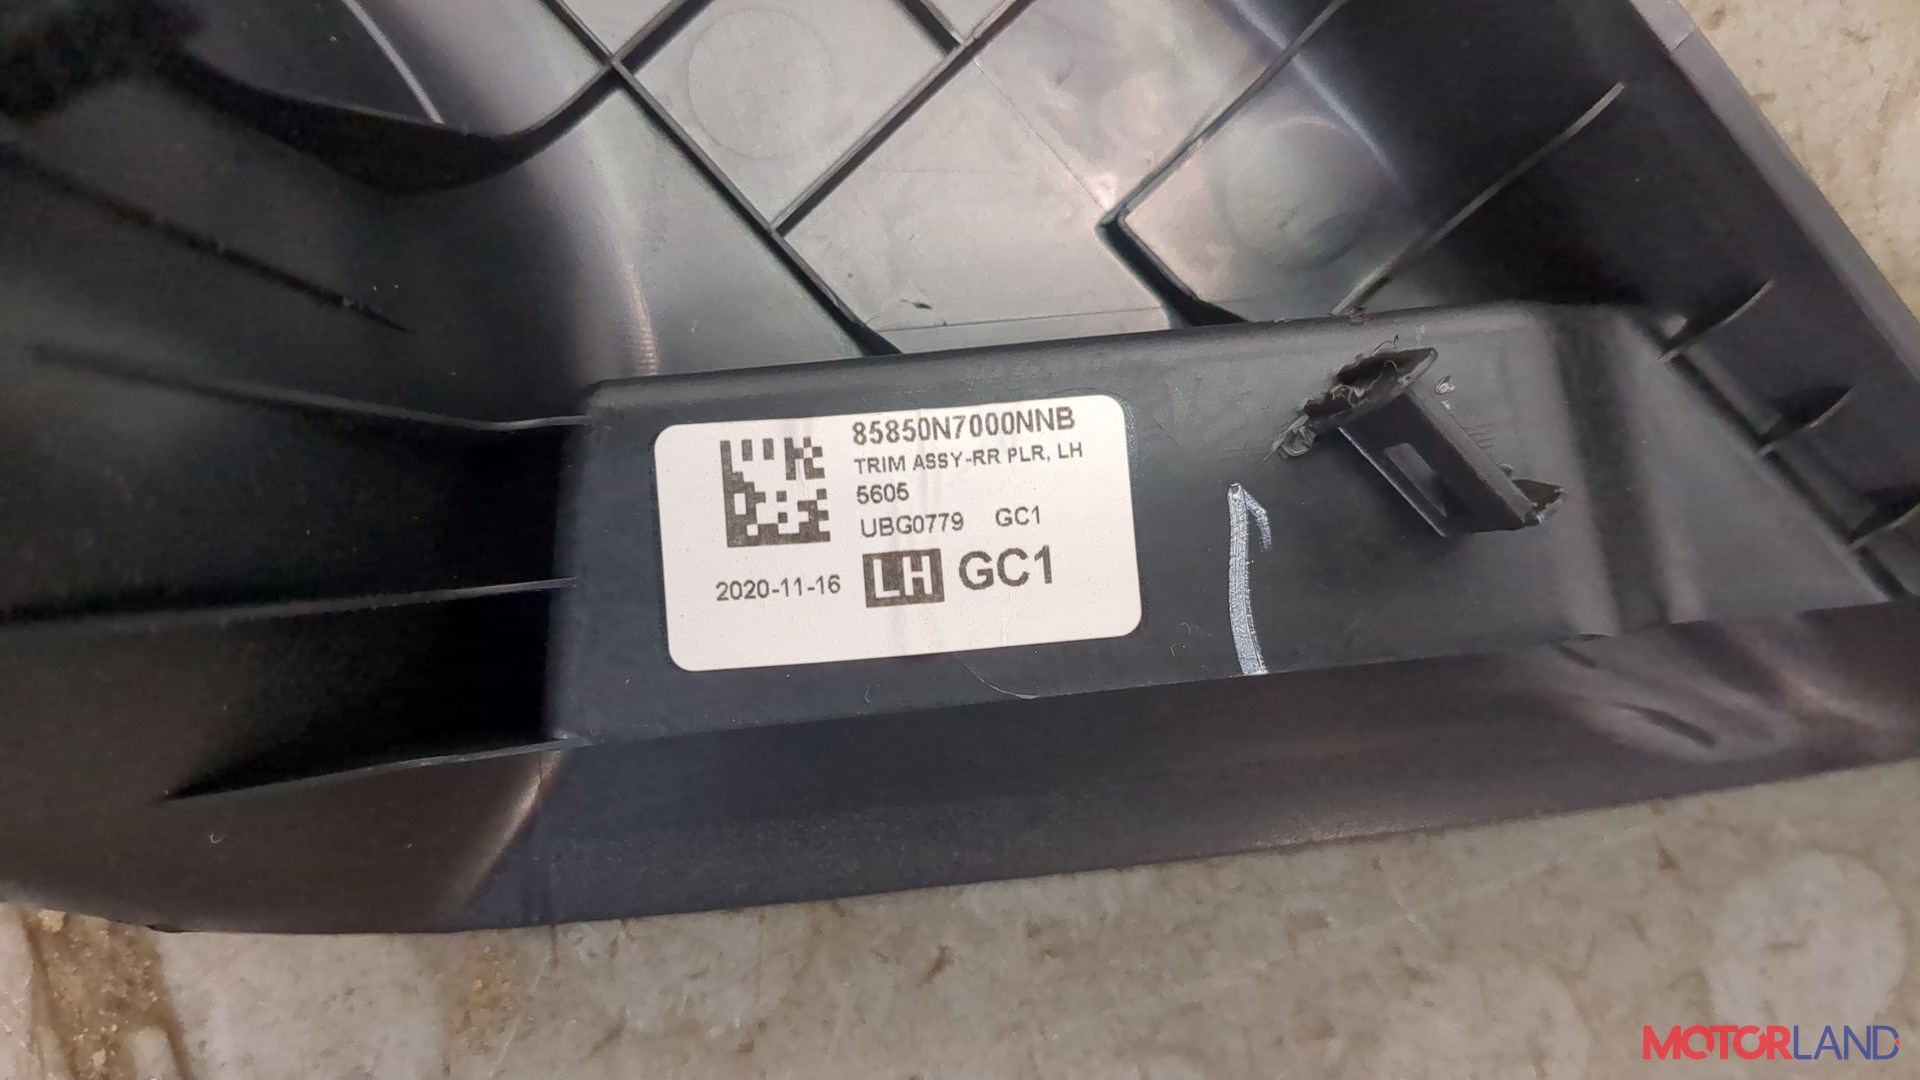 85850N7000NNB
TRIM ASSY-RR PLR, LH
5605
UBG0779 GC1
2020-11-16 LH GC1
MOTORLAND